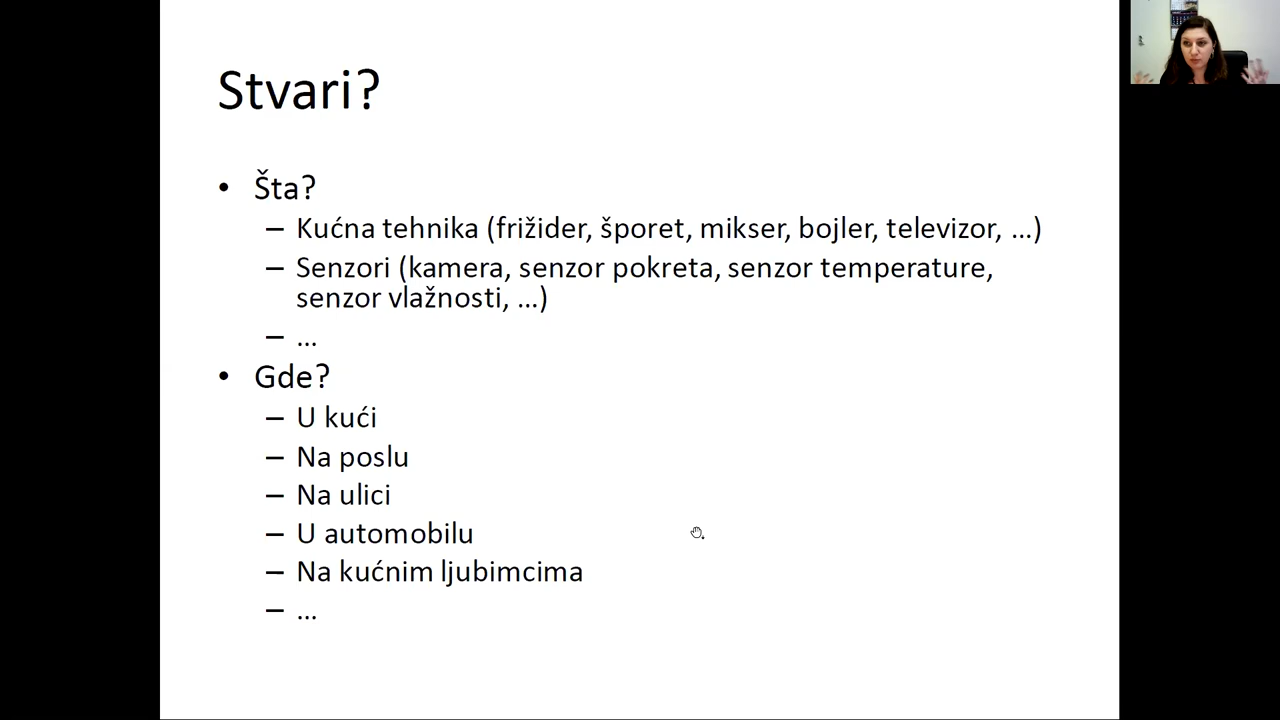 Stvari?
• Šta?
– Kućna tehnika (frižider, šporet, mikser, bojler, televizor, …)
– Senzori (kamera, senzor pokreta, senzor temperature,
senzor vlažnosti, …)
– …
• Gde?
– U kući
– Na poslu
– Na ulici
– U automobilu
– Na kućnim ljubimcima
– …